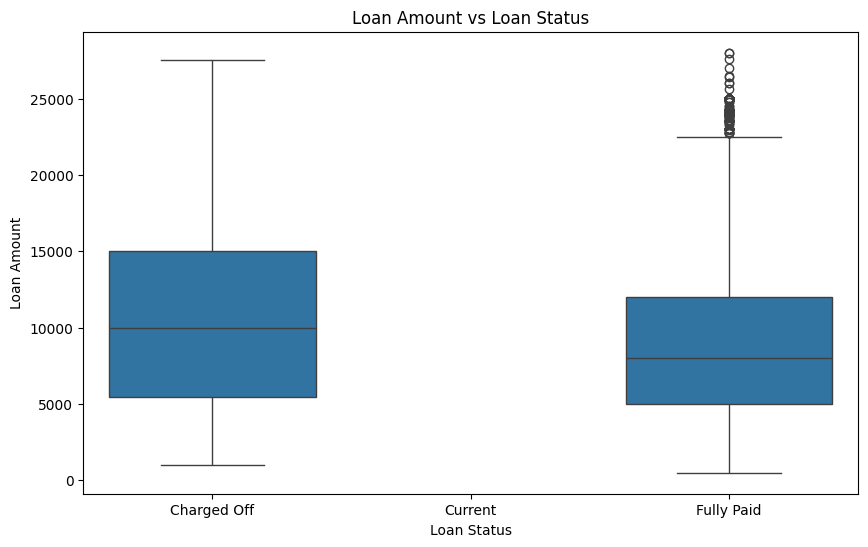 Loan Amount vs Loan Status
Loan Amount
25000
20000
15000
10000
5000
0
Charged Off
Current
Fully Paid
Loan Status